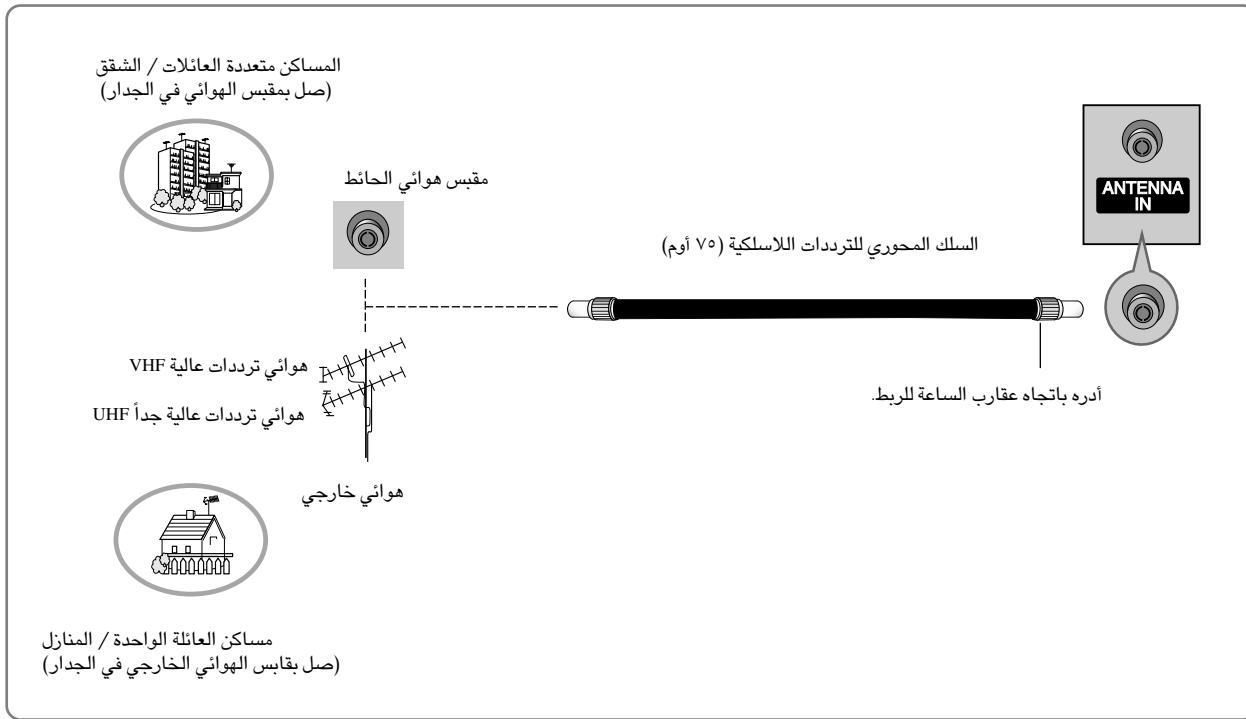 المساكن متعددة العائلات / الشقق
(صل بمقبس الهوائي في الجدار)
مقبس هوائي الحائط
ANTENNA
IN
السلك المحوري للترددات اللاسلكية (٧٥ أوم)
هوائي ترددات عالية VHF
هوائي ترددات عالية جداً UHF
أدره باتجاه عقارب الساعة للربط.
هوائي خارجي
مساكن العائلة الواحدة / المنازل
(صل بقابس الهوائي الخارجي في الجدار)